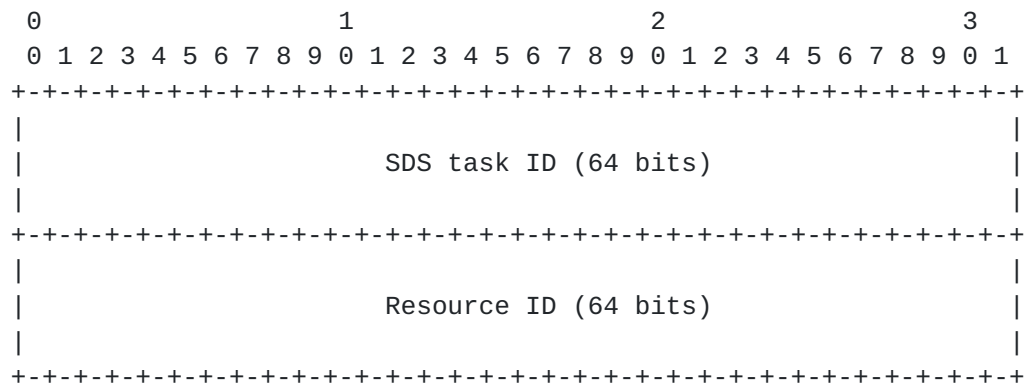 0                   1                   2                   3
 0 1 2 3 4 5 6 7 8 9 0 1 2 3 4 5 6 7 8 9 0 1 2 3 4 5 6 7 8 9 0 1
+-+-+-+-+-+-+-+-+-+-+-+-+-+-+-+-+-+-+-+-+-+-+-+-+-+-+-+-+-+-+-+-+
|                                                               |
|                       SDS task ID (64 bits)                   |
|                                                               |
+-+-+-+-+-+-+-+-+-+-+-+-+-+-+-+-+-+-+-+-+-+-+-+-+-+-+-+-+-+-+-+-+
|                                                               |
|                       Resource ID (64 bits)                   |
|                                                               |
+-+-+-+-+-+-+-+-+-+-+-+-+-+-+-+-+-+-+-+-+-+-+-+-+-+-+-+-+-+-+-+-+